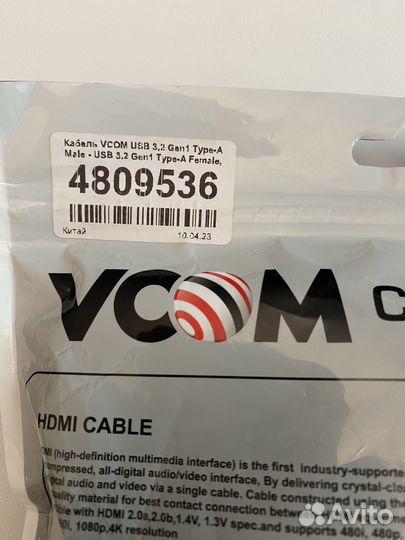 Кабель VCOM USB 3.2 Gen1 Type-A
Male - USB 3.2 Gen1 Type-A Female,
4809536
Китай 10.04.23
VCOM
HDMI CABLE
(high-definition multimedia interface) is the first industry-supporte
compressed, all-digital audio/video interface, By delivering crystal-clea
digital audio and video via a single cable. Cable constructed using the
quality material for best contact connection between
with HDMI 2.0a,2.0b,1.4V, 1.3V spec.and supports 480i, 480p,
1080p,4K resolution
Avito